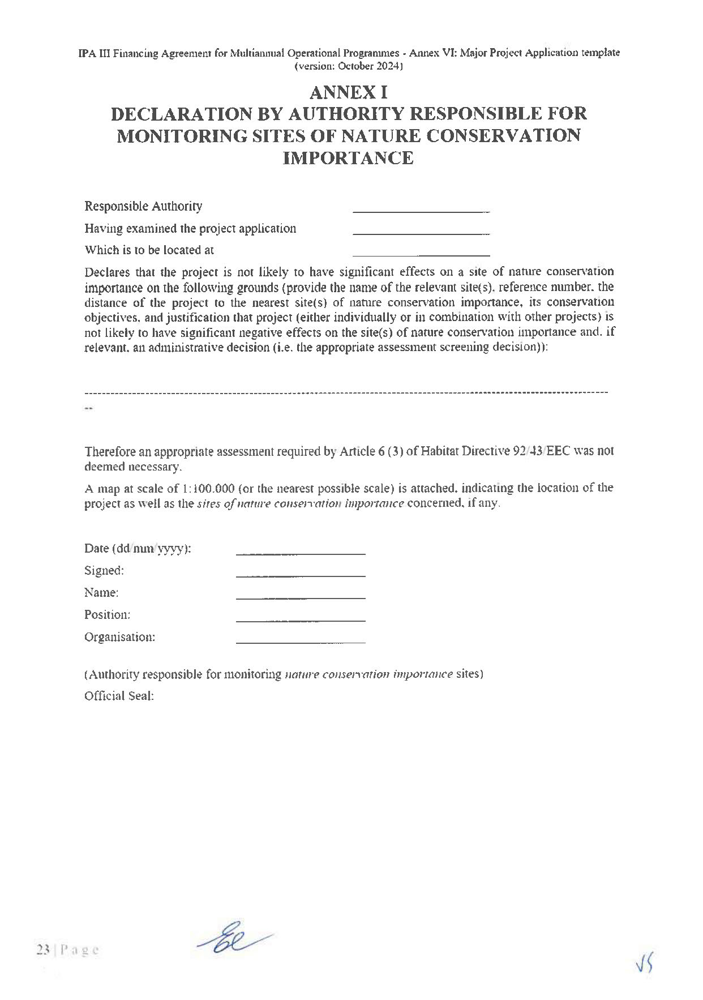 IPA III Financing Agreement for Multiannual Operational Programmes - Annex VI: Major Project Application template
(version: October 2024)
ANNEX I
DECLARATION BY AUTHORITY RESPONSIBLE FOR
MONITORING SITES OF NATURE CONSERVATION
IMPORTANCE
Responsible Authority
Having examined the project application
Which is to be located at
Declares that the project is not likely to have significant effects on a site of nature conservation
importance on the following grounds (provide the name of the relevant site(s), reference number, the
distance of the project to the nearest site(s) of nature conservation importance, its conservation
objectives, and justification that project (either individually or in combination with other projects) is
not likely to have significant negative effects on the site(s) of nature conservation importance and, if
relevant, an administrative decision (i.e. the appropriate assessment screening decision)):
Therefore an appropriate assessment required by Article 6 (3) of Habitat Directive 92/43/EEC was not
deemed necessary.
A map at scale of 1:100.000 (or the nearest possible scale) is attached, indicating the location of the
project as well as the sites of nature conservation importance concerned, if any.
Date (dd/mm/yyyy):
Signed:
Name:
Position:
Organisation:
(Authority responsible for monitoring nature conservation importance sites)
Official Seal:
23 | Page